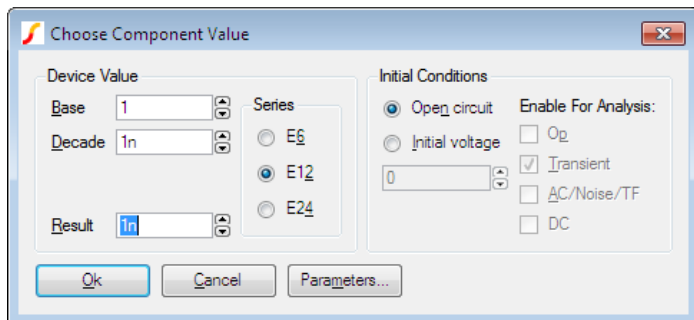 Choose Component Value
Device Value
Base 1
Decade 1n
Result 1n
Series
E6
E12
E24
Initial Conditions
Open circuit
Initial voltage
0
Enable For Analysis:
Op
Transient
AC/Noise/TF
DC
Ok
Cancel
Parameters...